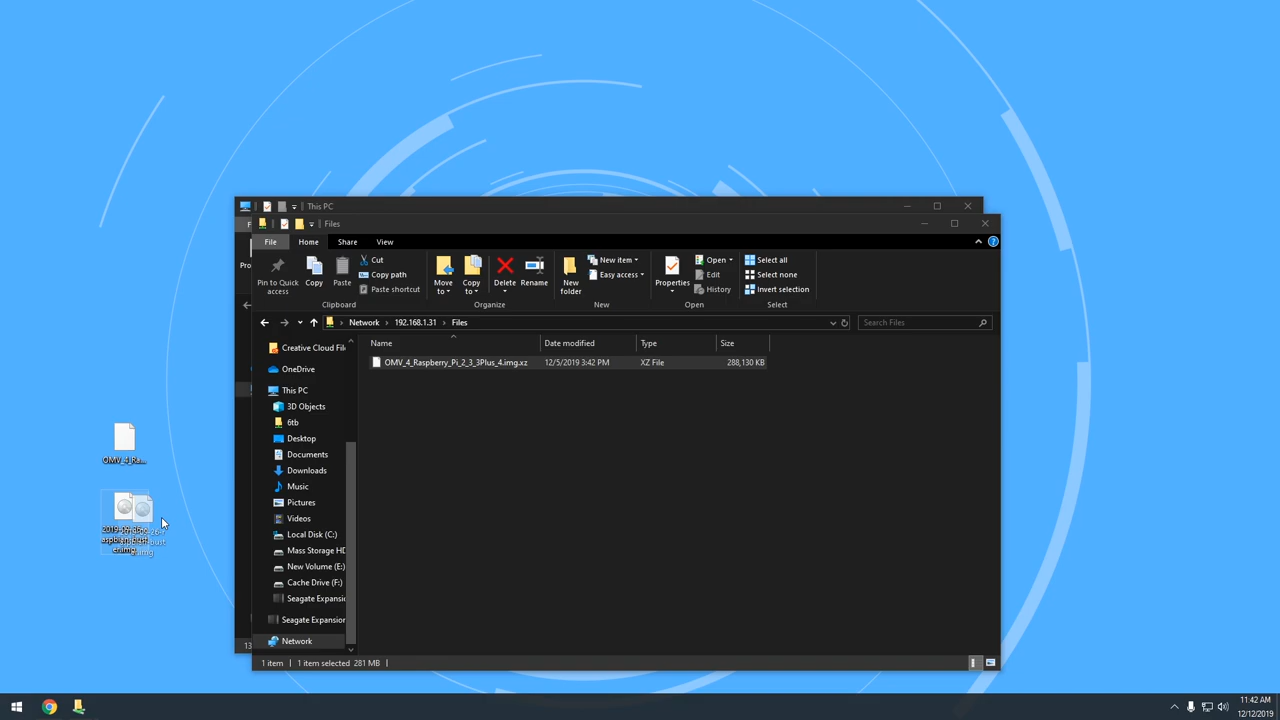 This PC
Files
File Home Share View
Pin to Quick access
Copy
Paste
Cut
Copy path
Paste shortcut
Clipboard
Move to
Copy to
Delete
Rename
Organize
New folder
New item
Easy access
New
Properties
Open
Edit
History
Open
Select all
Select none
Invert selection
Select
Network > 192.168.1.31 > Files
Search Files
Name Date modified Type Size
OMV_4_Raspberry_Pi_2_3_3Plus_4.img.xz 12/5/2019 3:42 PM XZ File 288,130 KB
Creative Cloud File
OneDrive
This PC
3D Objects
6tb
Desktop
Documents
Downloads
Music
Pictures
Videos
Local Disk (C:)
Mass Storage HD
New Volume (E:)
Cache Drive (F:)
Seagate Expansi
Seagate Expansion
Network
13
1 item 1 item selected 281 MB
OMV_4_Ra...
11:42 AM
12/12/2019